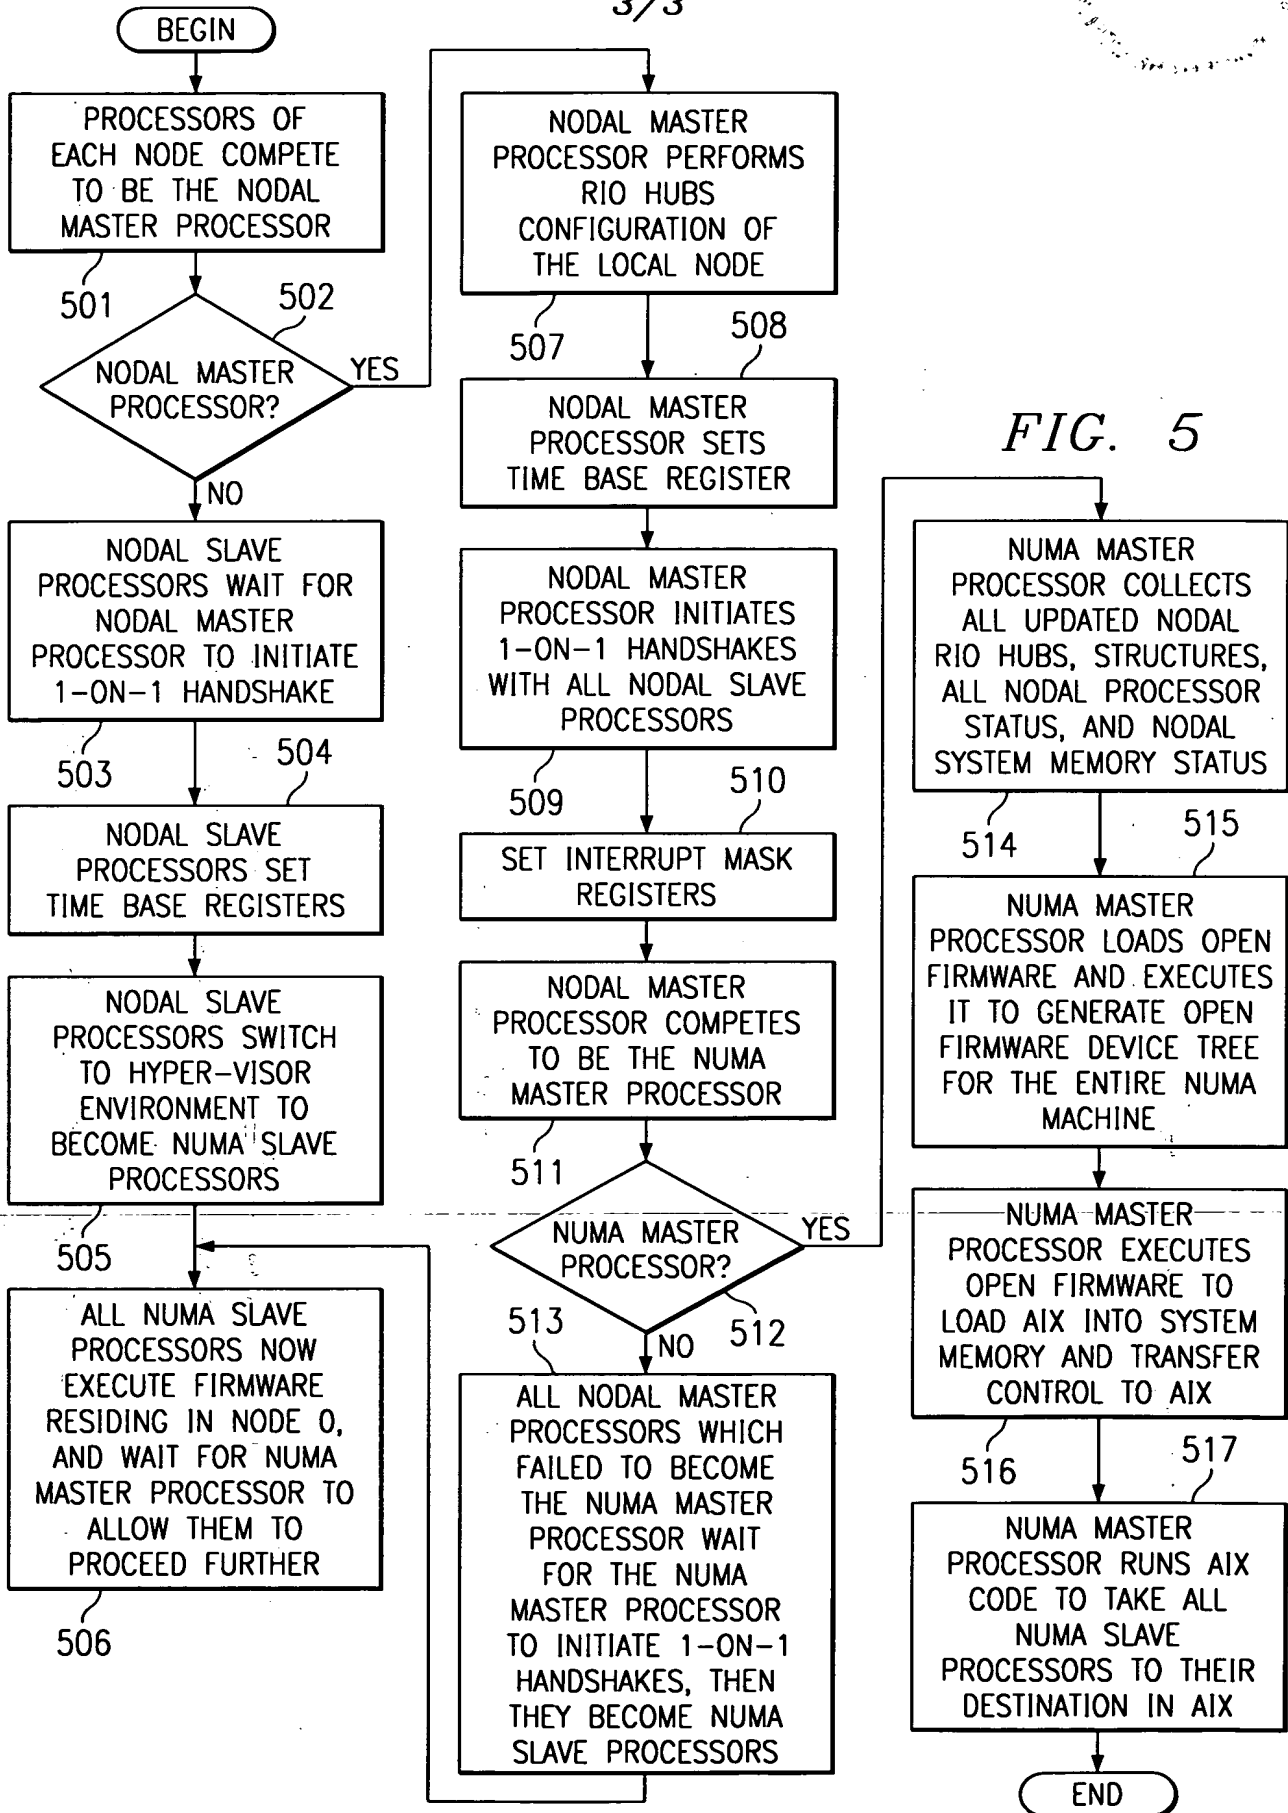 3/3
BEGIN
PROCESSORS OF
EACH NODE COMPETE
TO BE THE NODAL
MASTER PROCESSOR
501
502
NODAL MASTER
PROCESSOR?
YES
NO
NODAL SLAVE
PROCESSORS WAIT FOR
NODAL MASTER
PROCESSOR TO INITIATE
1-ON-1 HANDSHAKE
503
504
NODAL SLAVE
PROCESSORS SET
TIME BASE REGISTERS
NODAL SLAVE
PROCESSORS SWITCH
TO HYPER-VISOR
ENVIRONMENT TO
BECOME NUMA SLAVE
PROCESSORS
505
ALL NUMA SLAVE
PROCESSORS NOW
EXECUTE FIRMWARE
RESIDING IN NODE 0,
AND WAIT FOR NUMA
MASTER PROCESSOR TO
ALLOW THEM TO
PROCEED FURTHER
506
NODAL MASTER
PROCESSOR PERFORMS
RIO HUBS
CONFIGURATION OF
THE LOCAL NODE
507
508
NODAL MASTER
PROCESSOR SETS
TIME BASE REGISTER
NODAL MASTER
PROCESSOR INITIATES
1-ON-1 HANDSHAKES
WITH ALL NODAL SLAVE
PROCESSORS
509
510
SET INTERRUPT MASK
REGISTERS
NODAL MASTER
PROCESSOR COMPETES
TO BE THE NUMA
MASTER PROCESSOR
511
NUMA MASTER
PROCESSOR?
YES
512
513
NO
ALL NODAL MASTER
PROCESSORS WHICH
FAILED TO BECOME
THE NUMA MASTER
PROCESSOR WAIT
FOR THE NUMA
MASTER PROCESSOR
TO INITIATE 1-ON-1
HANDSHAKES, THEN
THEY BECOME NUMA
SLAVE PROCESSORS
FIG. 5
NUMA MASTER
PROCESSOR COLLECTS
ALL UPDATED NODAL
RIO HUBS, STRUCTURES,
ALL NODAL PROCESSOR
STATUS, AND NODAL
SYSTEM MEMORY STATUS
514
515
NUMA MASTER
PROCESSOR LOADS OPEN
FIRMWARE AND EXECUTES
IT TO GENERATE OPEN
FIRMWARE DEVICE TREE
FOR THE ENTIRE NUMA
MACHINE
NUMA MASTER
PROCESSOR EXECUTES
OPEN FIRMWARE TO
LOAD AIX INTO SYSTEM
MEMORY AND TRANSFER
CONTROL TO AIX
516
517
NUMA MASTER
PROCESSOR RUNS AIX
CODE TO TAKE ALL
NUMA SLAVE
PROCESSORS TO THEIR
DESTINATION IN AIX
END